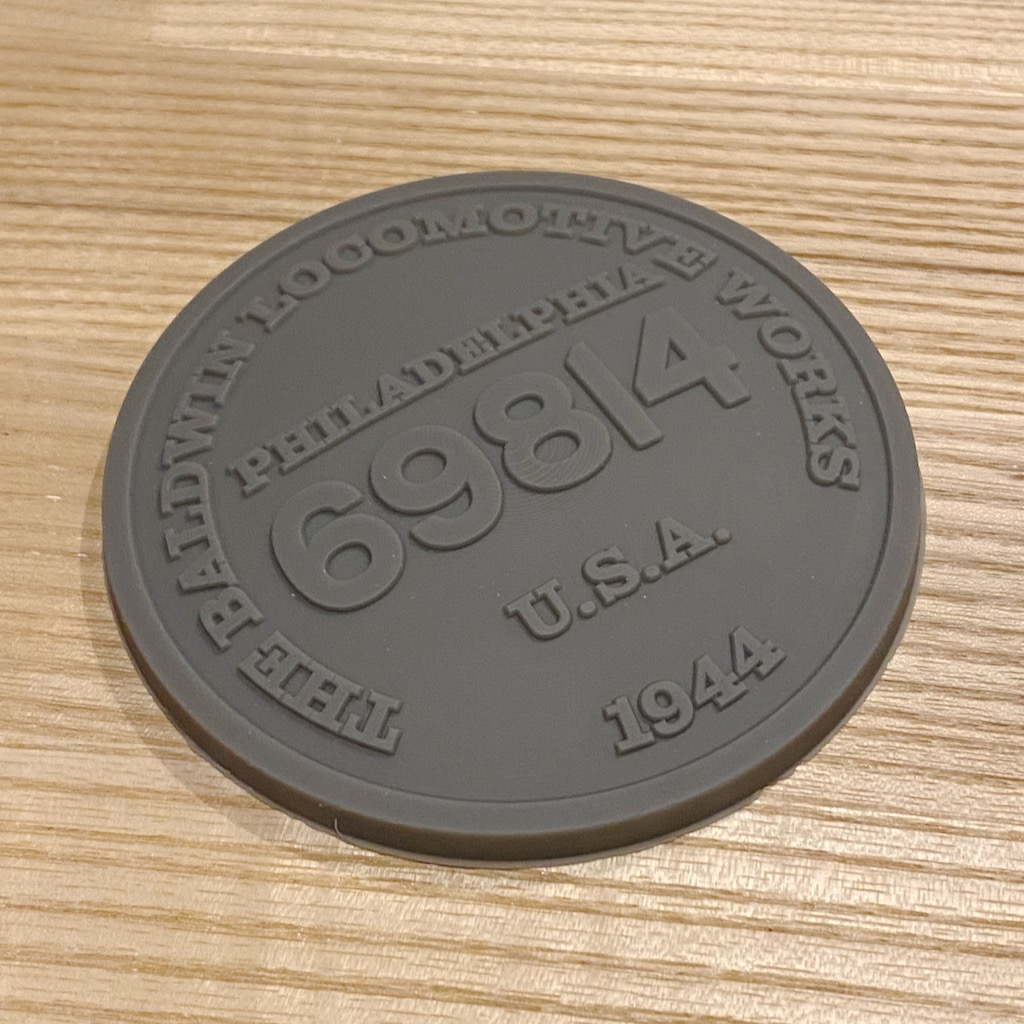 THE BALDWIN LOCOMOTIVE WORKS
PHILADELPHIA
69814
U.S.A.
1944